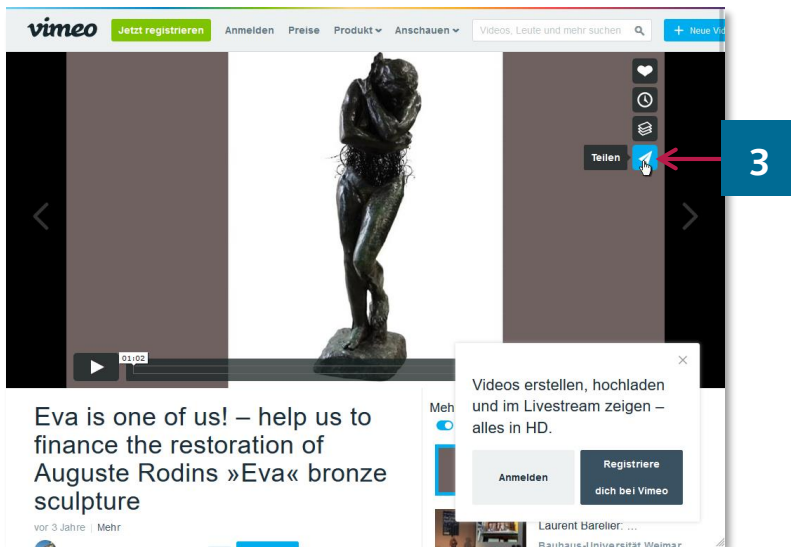 vimeo Jetzt registrieren Anmelden Preise Produkt Anschauen Videos, Leute und mehr suchen + Neue Vid
Teilen
3
01:02
Eva is one of us! – help us to
finance the restoration of
Auguste Rodins »Eva« bronze
sculpture
vor 3 Jahre | Mehr
Meh
Videos erstellen, hochladen
und im Livestream zeigen –
alles in HD.
Anmelden
Registriere
dich bei Vimeo
Laurent Barelier: ...
Bauhaus-Universität Weimar